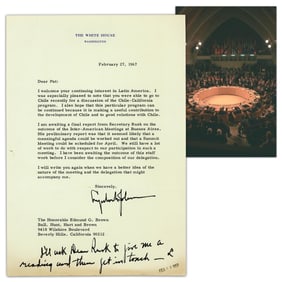 THE WHITE HOUSE
WASHINGTON
February 27, 1967
Dear Pat:
I welcome your continuing interest in Latin America. I
was especially pleased to note that you were able to go to
Chile recently for a discussion of the Chile-California
program. I also hope that this particular program can
be continued because it is making a useful contribution to
the development of Chile and to good relations with Chile.
I am awaiting a final report from Secretary Rusk on the
outcome of the Inter-American Meetings at Buenos Aires.
His preliminary report was it seemed likely that a
meaningful agenda could be worked out and that a Summit
Meeting could be scheduled for April. We still have a
lot of work to do with respect to our participation in such a
meeting. I have been awaiting the outcome of this staff
work before I consider the composition of our delegation.
I will write you again when we have a better idea of the
nature of the meeting and the delegation that might
accompany me.
Sincerely,
The Honorable Edmund G. Brown
Ball, Hunt, Hart and Brown
9418 Wilshire Boulevard
Beverly Hills, California 90212
I'll ask Dean Rusk to give me a
reading and then get in touch - L